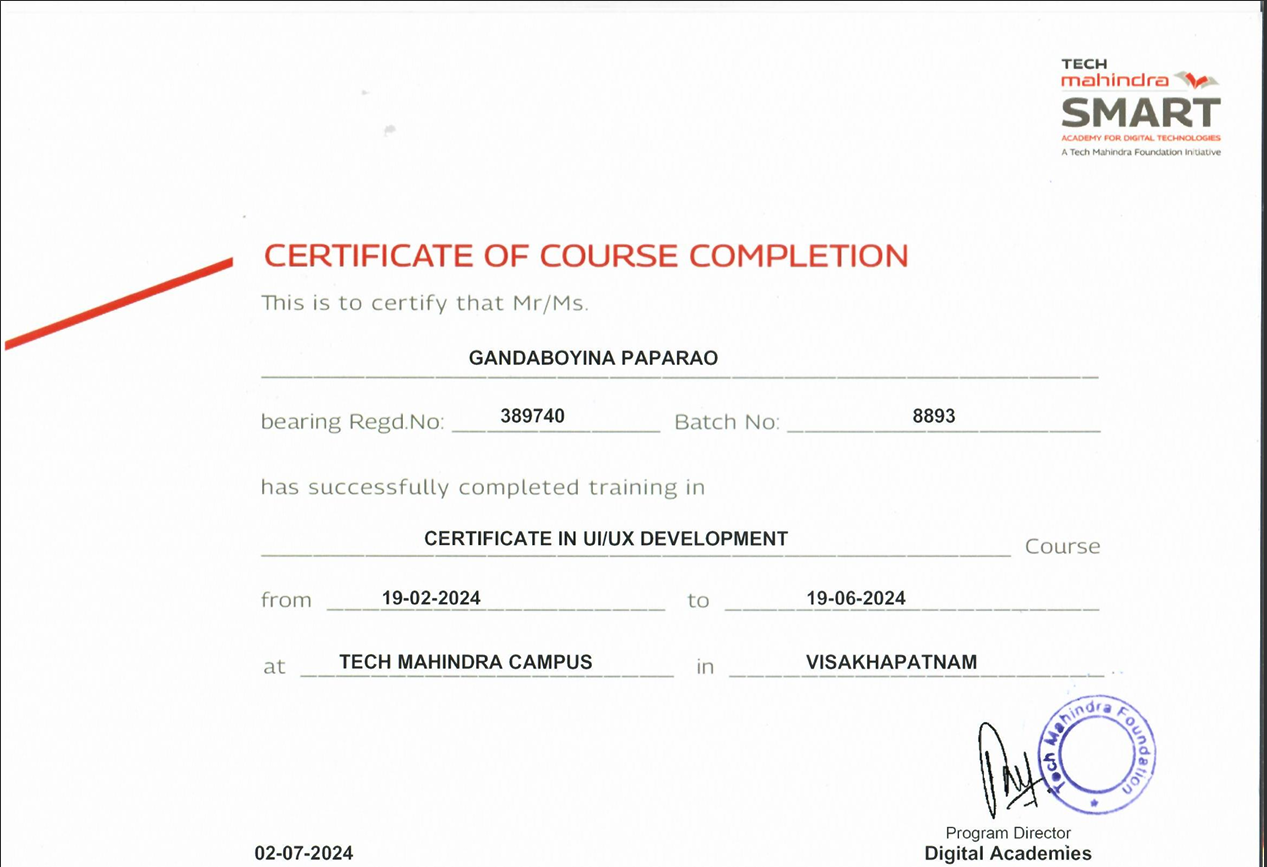 TECH
mahindra
SMART
ACADEMY FOR DIGITAL TECHNOLOGIES
A Tech Mahindra Foundation Initiative
CERTIFICATE OF COURSE COMPLETION
This is to certify that Mr/Ms.
GANDABOYINA PAPARAO
bearing Regd.No: 389740 Batch No: 8893
has successfully completed training in
CERTIFICATE IN UI/UX DEVELOPMENT Course
from 19-02-2024 to 19-06-2024
at TECH MAHINDRA CAMPUS in VISAKHAPATNAM
Tech Mahindra Foundation
Program Director
02-07-2024 Digital Academies